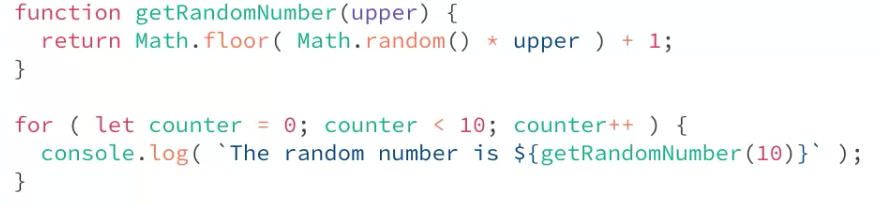 function getRandomNumber(upper) {
  return Math.floor( Math.random() * upper ) + 1;
}

for ( let counter = 0; counter < 10; counter++ ) {
  console.log( `The random number is ${getRandomNumber(10)}` );
}